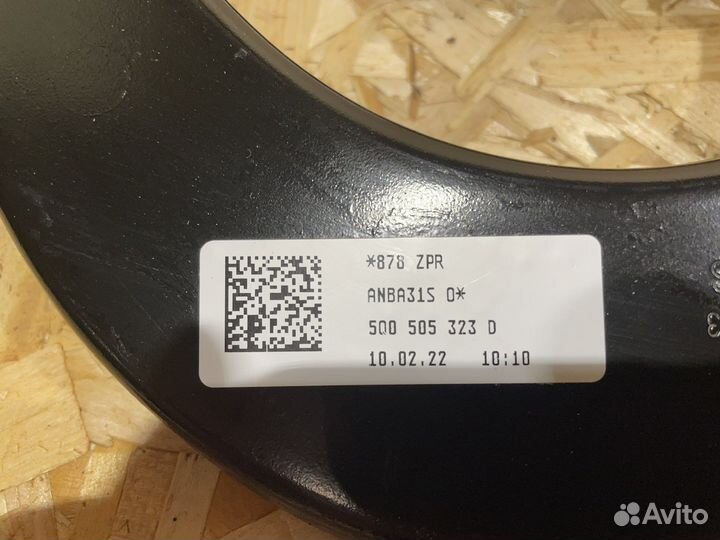 *878 ZPR
ANBA31S 0*
5Q0 505 323 D
10.02.22 10:10
Avito